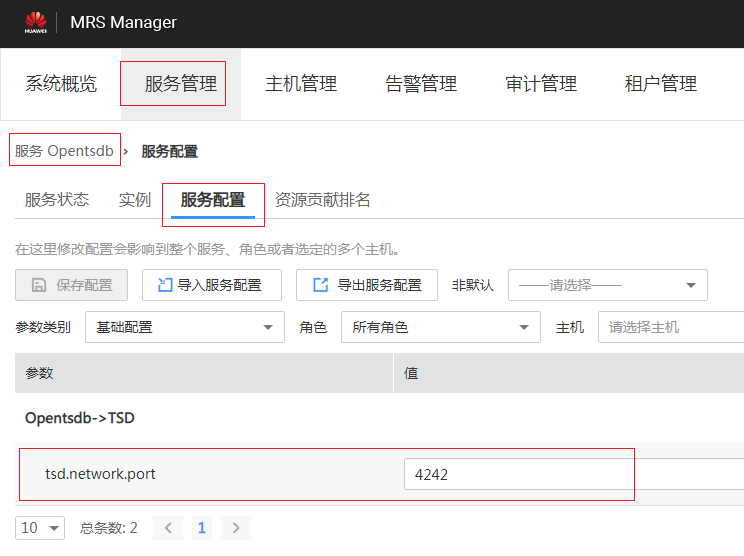 HUAWEI MRS Manager
系统概览 服务管理 主机管理 告警管理 审计管理 租户管理
服务 Opentsdb › 服务配置
服务状态 实例 服务配置 资源贡献排名
在这里修改配置会影响到整个服务、角色或者选定的多个主机。
保存配置 导入服务配置 导出服务配置 非默认 ——请选择——
参数类别 基础配置 角色 所有角色 主机 请选择主机
参数 值
Opentsdb->TSD
tsd.network.port 4242
10 总条数: 2 < 1 >